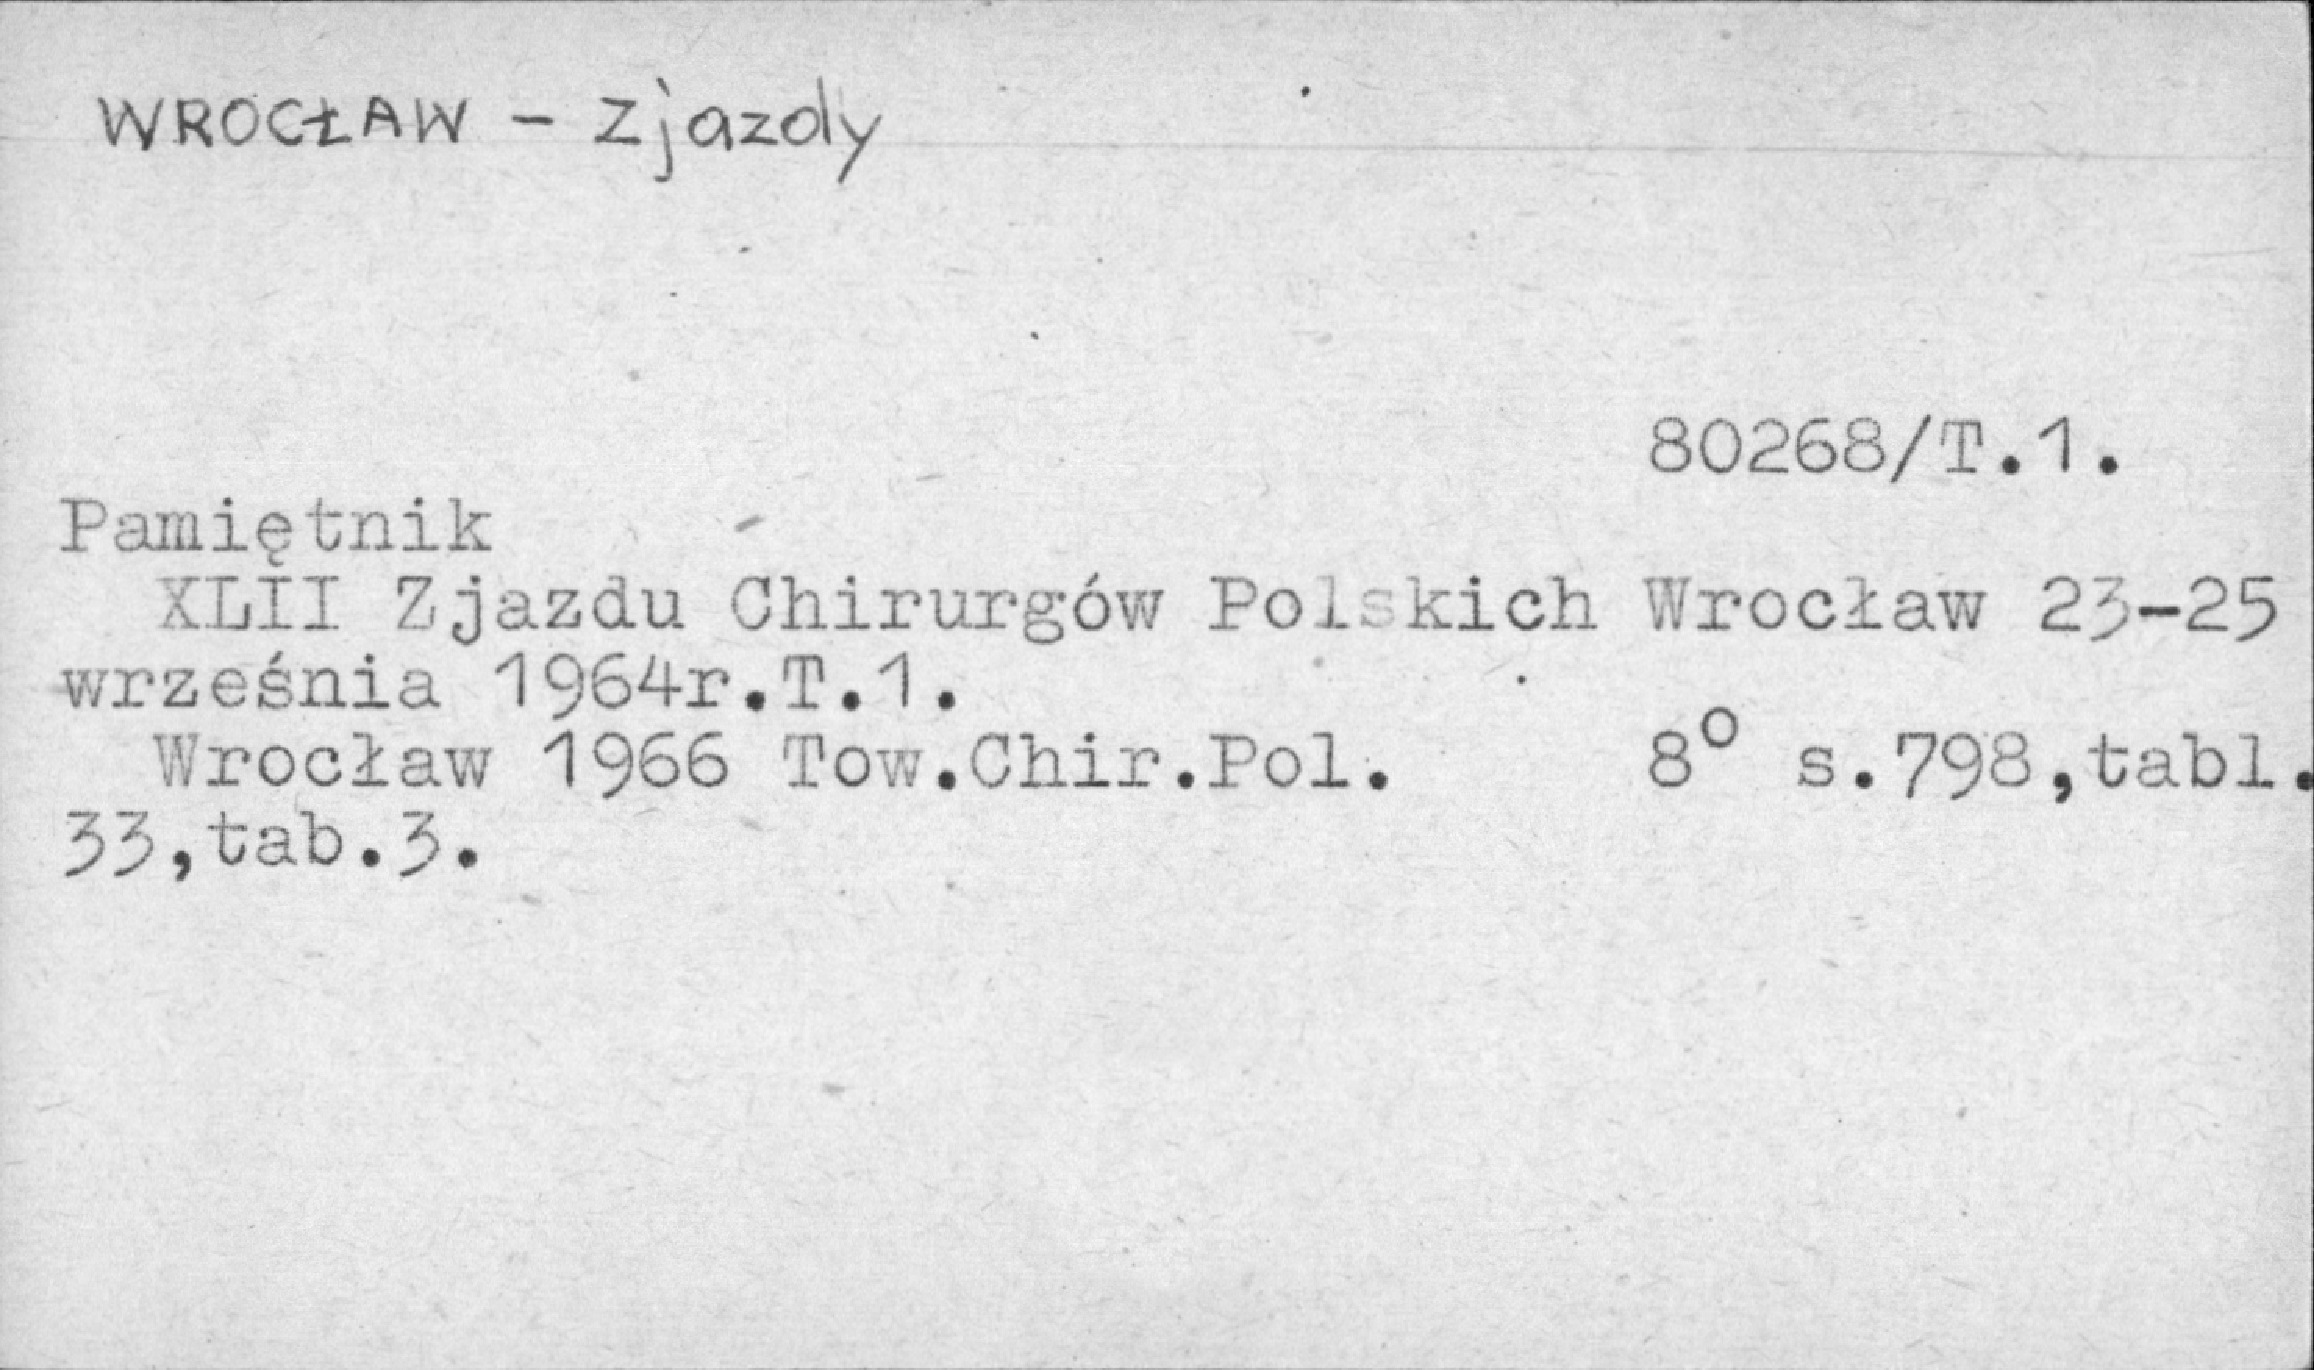 WROCŁAW - Zjazdy
80268/T.1.
Pamiętnik
XLII Zjazdu Chirurgów Polskich Wrocław 23-25
września 1964r.T.1.
Wrocław 1966 Tow.Chir.Pol. 8° s.798,tabl.
33,tab.3.